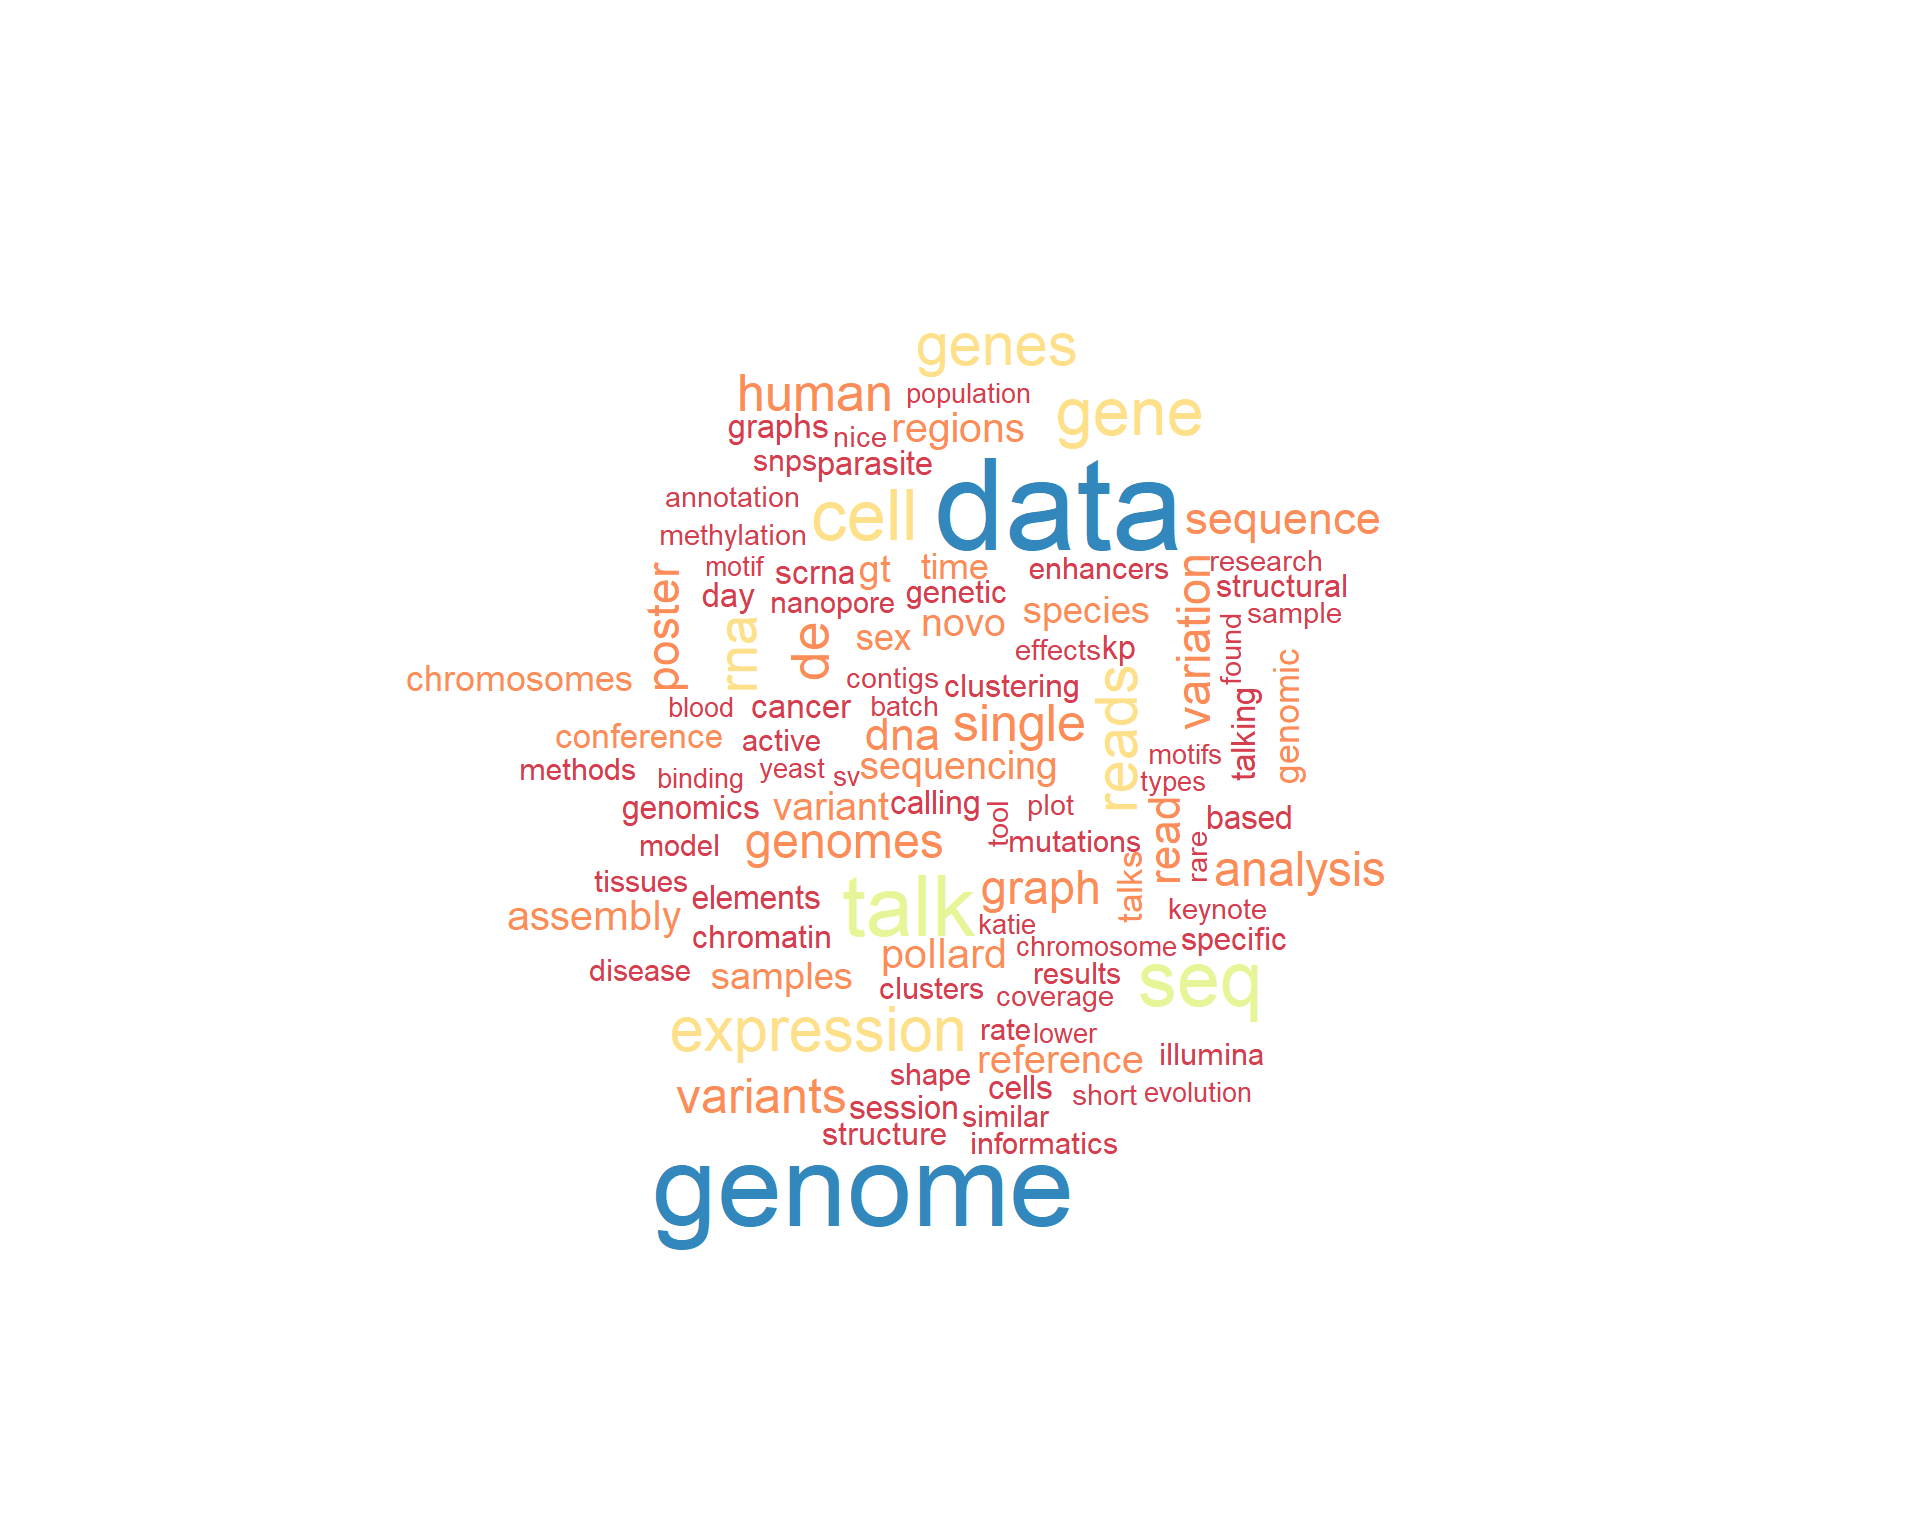 genes
human
population
gene
graphs
nice
regions
snps
parasite
annotation
cell
data
sequence
methylation
motif
scrna
gt
time
enhancers
research
poster
day
nanopore
genetic
species
variation
structural
sample
rna
de
sex
novo
effects
kp
found
chromosomes
contigs
clustering
reads
talking
genomic
blood
cancer
batch
conference
active
dna
single
methods
binding
yeast
sv
sequencing
motifs
types
genomics
variant
calling
tool
plot
read
based
model
genomes
mutations
talks
rare
analysis
tissues
elements
talk
graph
keynote
assembly
katie
chromatin
pollard
chromosome
specific
disease
samples
clusters
results
coverage
seq
expression
rate
lower
reference
illumina
shape
variants
cells
short
evolution
session
similar
structure
informatics
genome